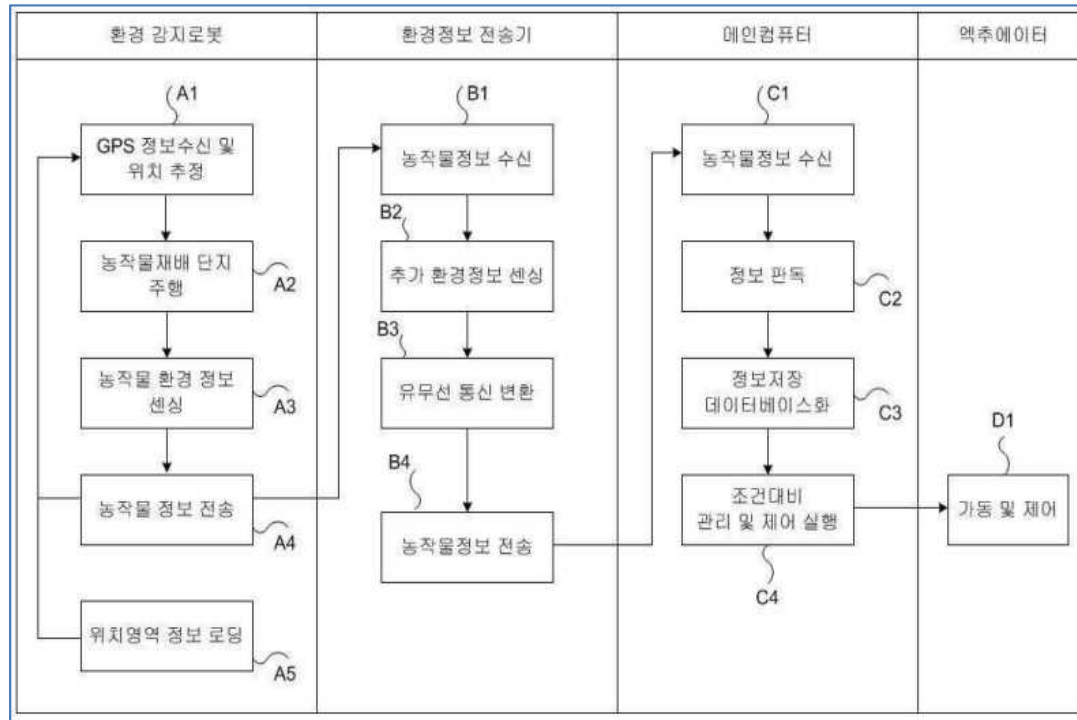 환경 감지로봇
환경정보 전송기
메인컴퓨터
엑추에이터
A1
GPS 정보수신 및
위치 추정
농작물재배 단지
주행
A2
농작물 환경 정보
센싱
A3
농작물 정보 전송
A4
위치영역 정보 로딩
A5
B1
농작물정보 수신
B2
추가 환경정보 센싱
B3
유무선 통신 변환
B4
농작물정보 전송
C1
농작물정보 수신
정보 판독
C2
정보저장
데이터베이스화
C3
조건대비
관리 및 제어 실행
C4
D1
가동 및 제어